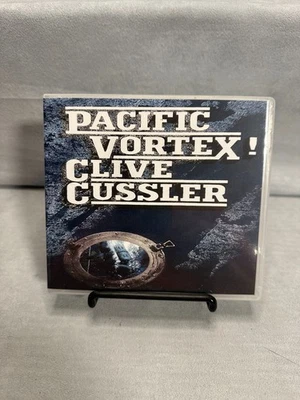 PACIFIC
VORTEX!
CLIVE
CUSSLER